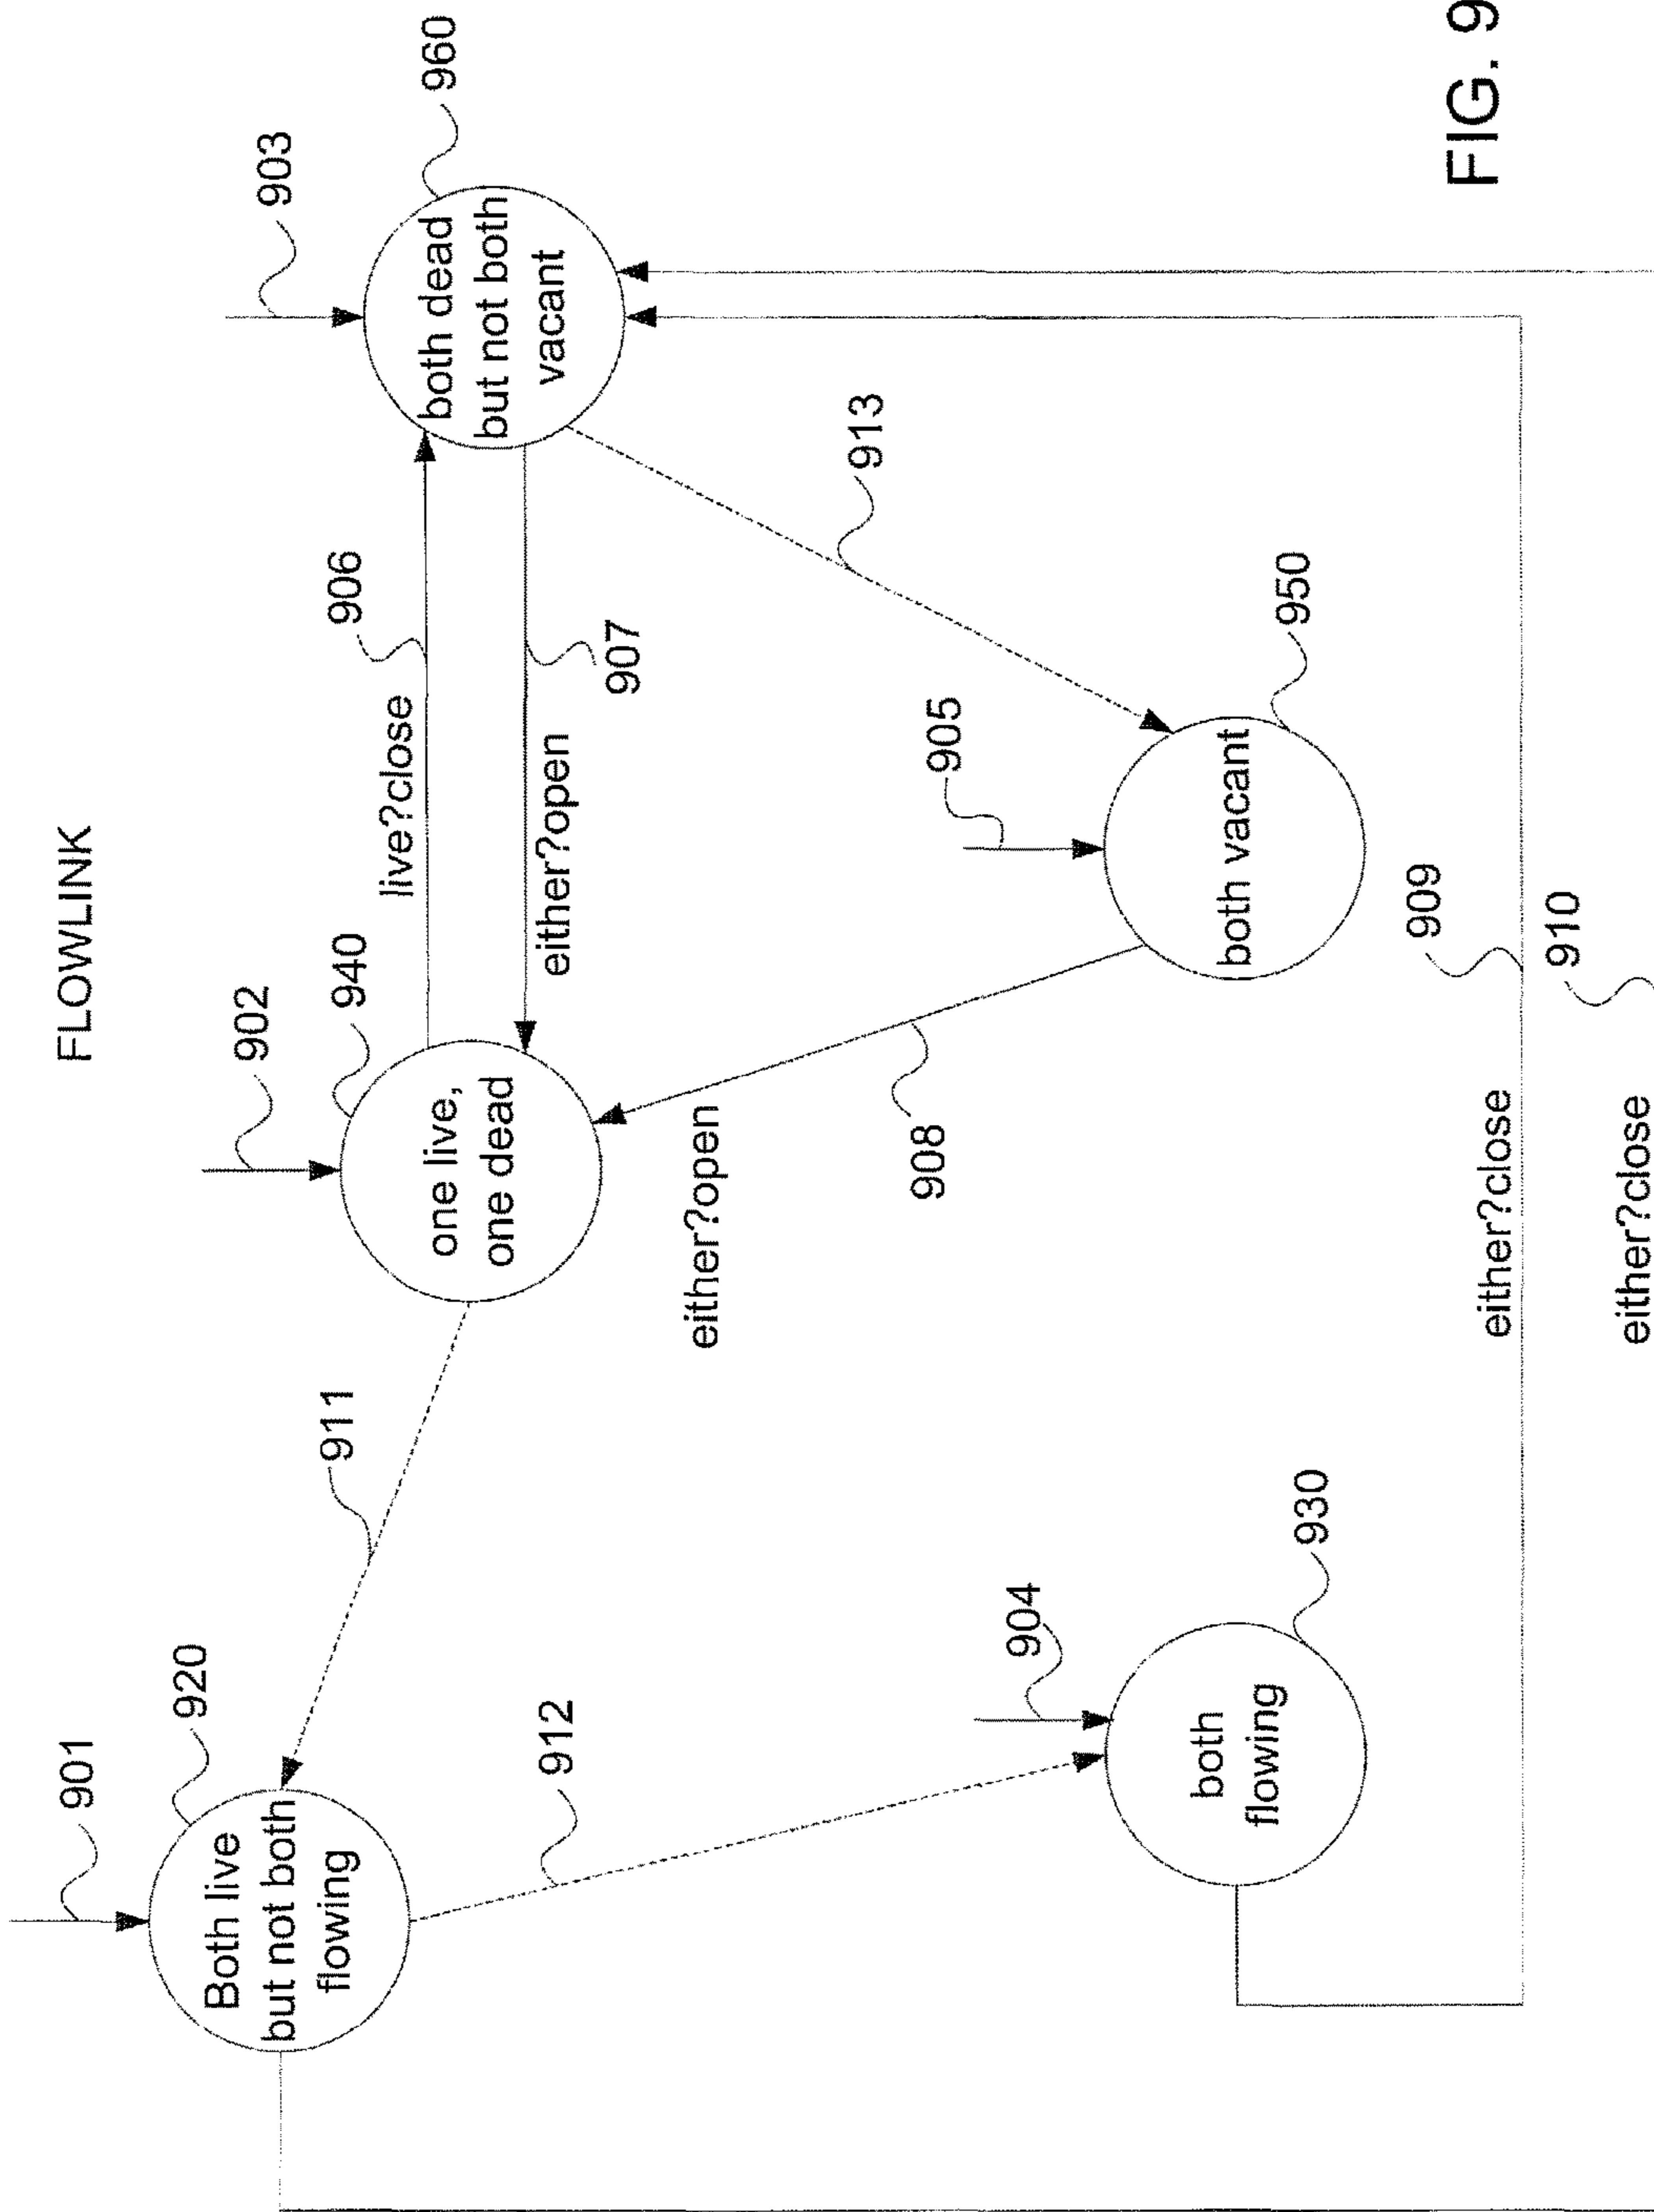 FLOWLINK
901
920
Both live
but not both
flowing
911
902
940
one live,
one dead
live?close
906
either?open
907
903
960
both dead
but not both
vacant
912
904
both
flowing
930
either?open
908
905
both vacant
950
913
either?close
909
either?close
910
FIG. 9